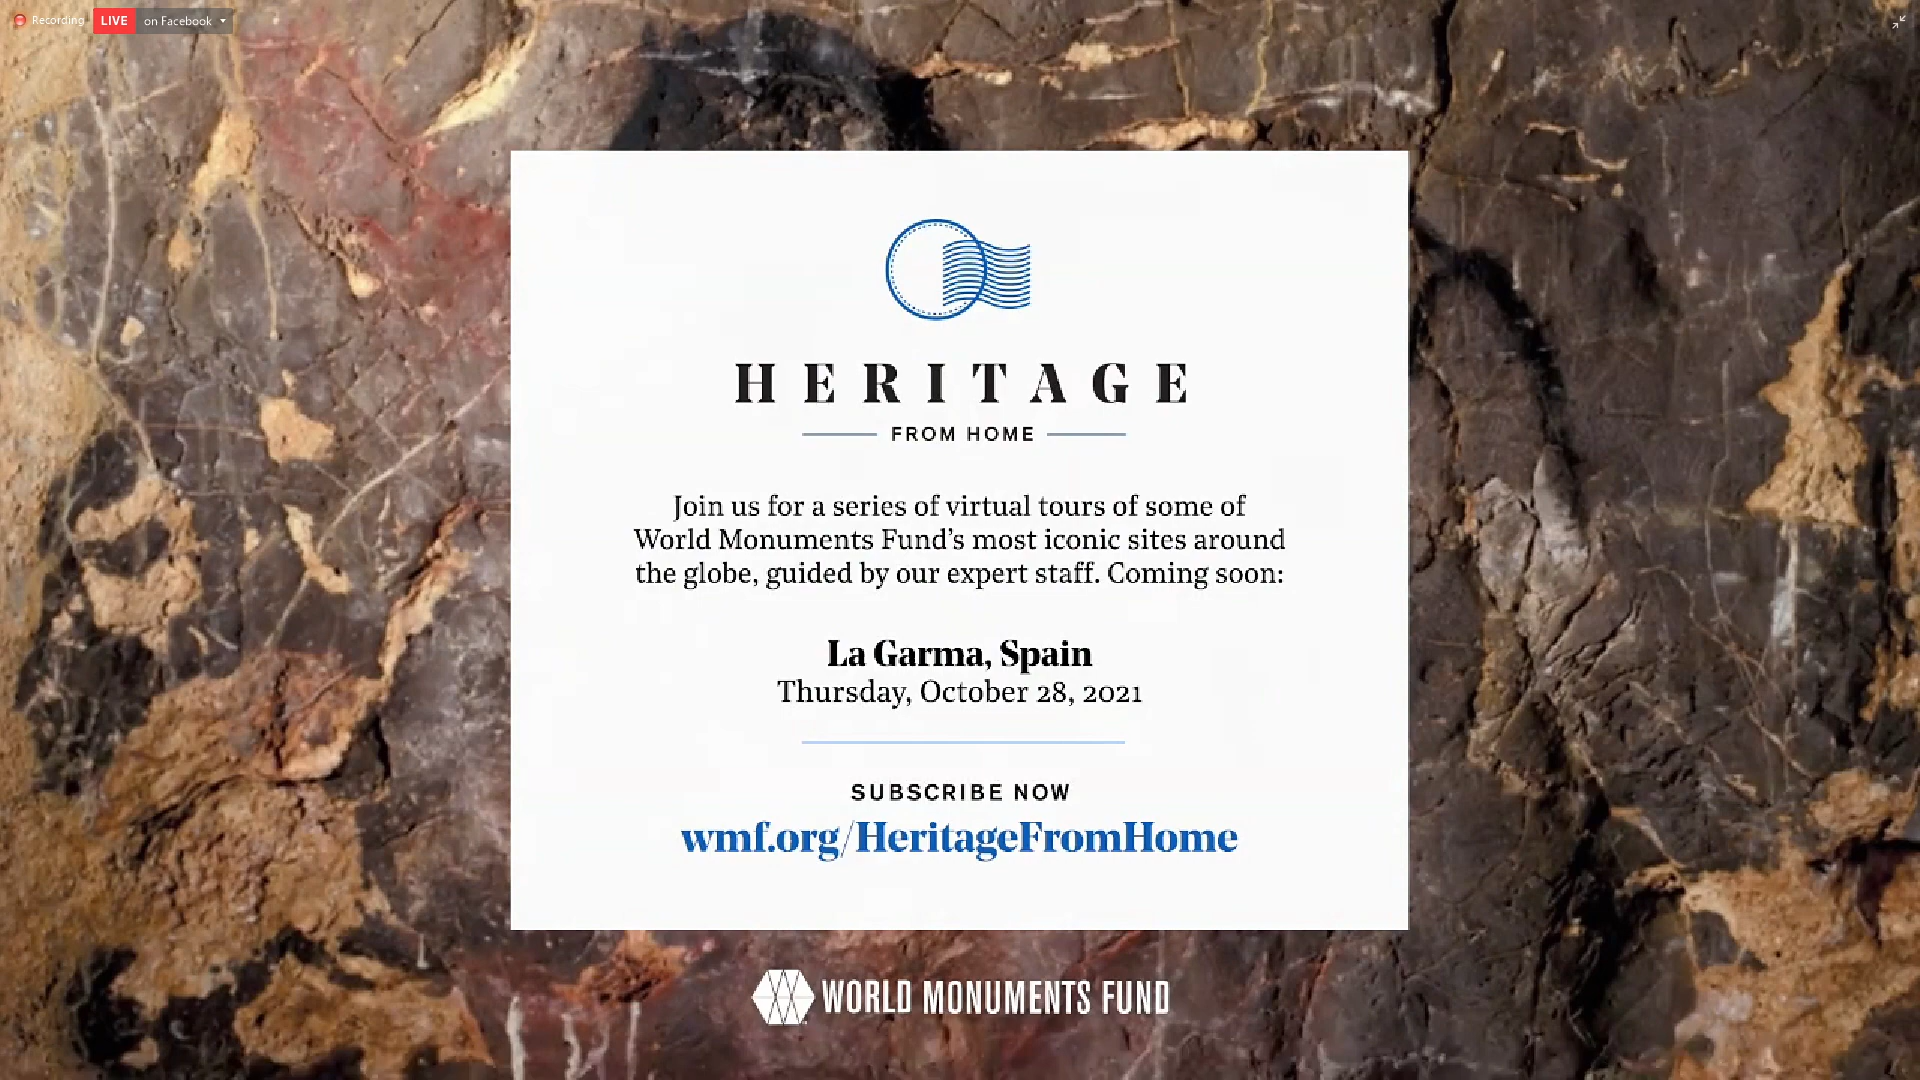 Recording
LIVE on Facebook
HERITAGE
FROM HOME
Join us for a series of virtual tours of some of
World Monuments Fund’s most iconic sites around
the globe, guided by our expert staff. Coming soon:
La Garma, Spain
Thursday, October 28, 2021
SUBSCRIBE NOW
wmf.org/HeritageFromHome
WORLD MONUMENTS FUND